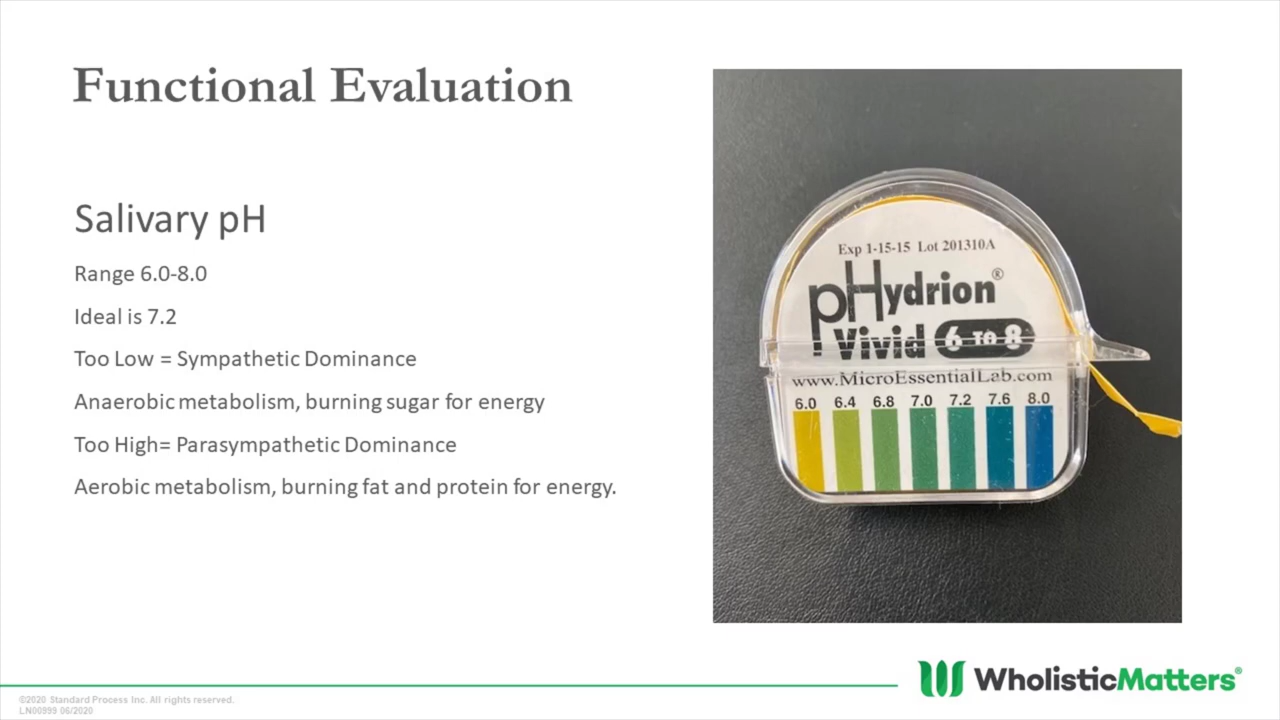 Functional Evaluation
Salivary pH
Range 6.0-8.0
Ideal is 7.2
Too Low = Sympathetic Dominance
Anaerobic metabolism, burning sugar for energy
Too High= Parasympathetic Dominance
Aerobic metabolism, burning fat and protein for energy.
Exp 1-15-15 Lot 201310A
pHydrion®
Vivid 6 TO 8
www.MicroEssentialLab.com
6.0 6.4 6.8 7.0 7.2 7.6 8.0
©2020 Standard Process Inc. All rights reserved.
LN00999 06/2020
WholisticMatters®